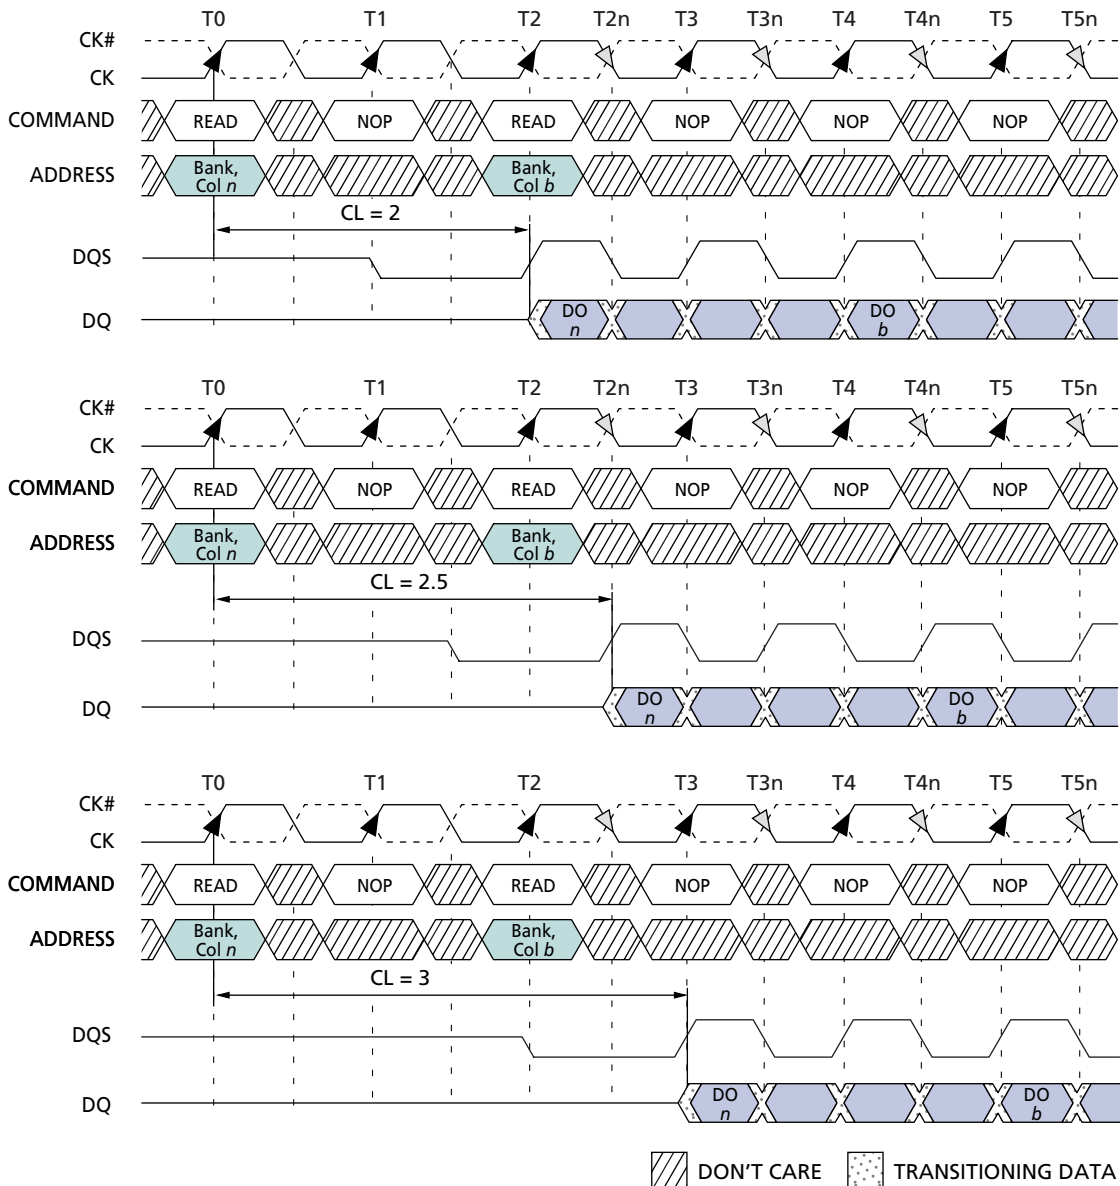 T0 T1 T2 T2n T3 T3n T4 T4n T5 T5n
CK#
CK
COMMAND READ NOP READ NOP NOP NOP
ADDRESS Bank, Col n Bank, Col b
CL = 2
DQS
DQ DO n DO b
T0 T1 T2 T2n T3 T3n T4 T4n T5 T5n
CK#
CK
COMMAND READ NOP READ NOP NOP NOP
ADDRESS Bank, Col n Bank, Col b
CL = 2.5
DQS
DQ DO n DO b
T0 T1 T2 T2n T3 T3n T4 T4n T5 T5n
CK#
CK
COMMAND READ NOP READ NOP NOP NOP
ADDRESS Bank, Col n Bank, Col b
CL = 3
DQS
DQ DO n DO b
DON'T CARE TRANSITIONING DATA